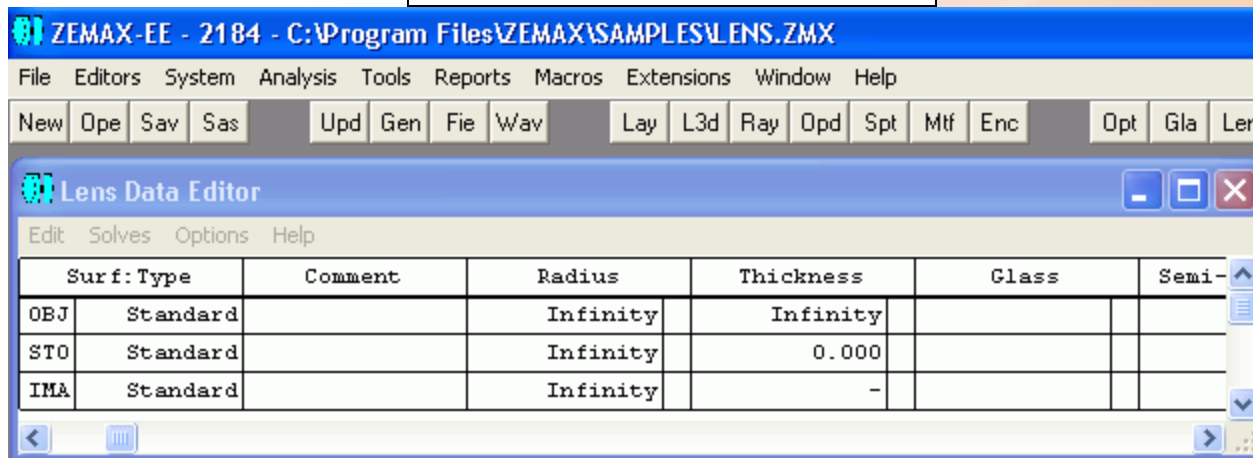 ZEMAX-EE - 2184 - C:\Program Files\ZEMAX\SAMPLES\LENS.ZMX
File Editors System Analysis Tools Reports Macros Extensions Window Help
New Ope Sav Sas Upd Gen Fie Wav Lay L3d Ray Opd Spt Mtf Enc Opt Gla Len
Lens Data Editor
Edit Solves Options Help
Surf:Type Comment Radius Thickness Glass Semi-
OBJ Standard Infinity Infinity
STO Standard Infinity 0.000
IMA Standard Infinity -